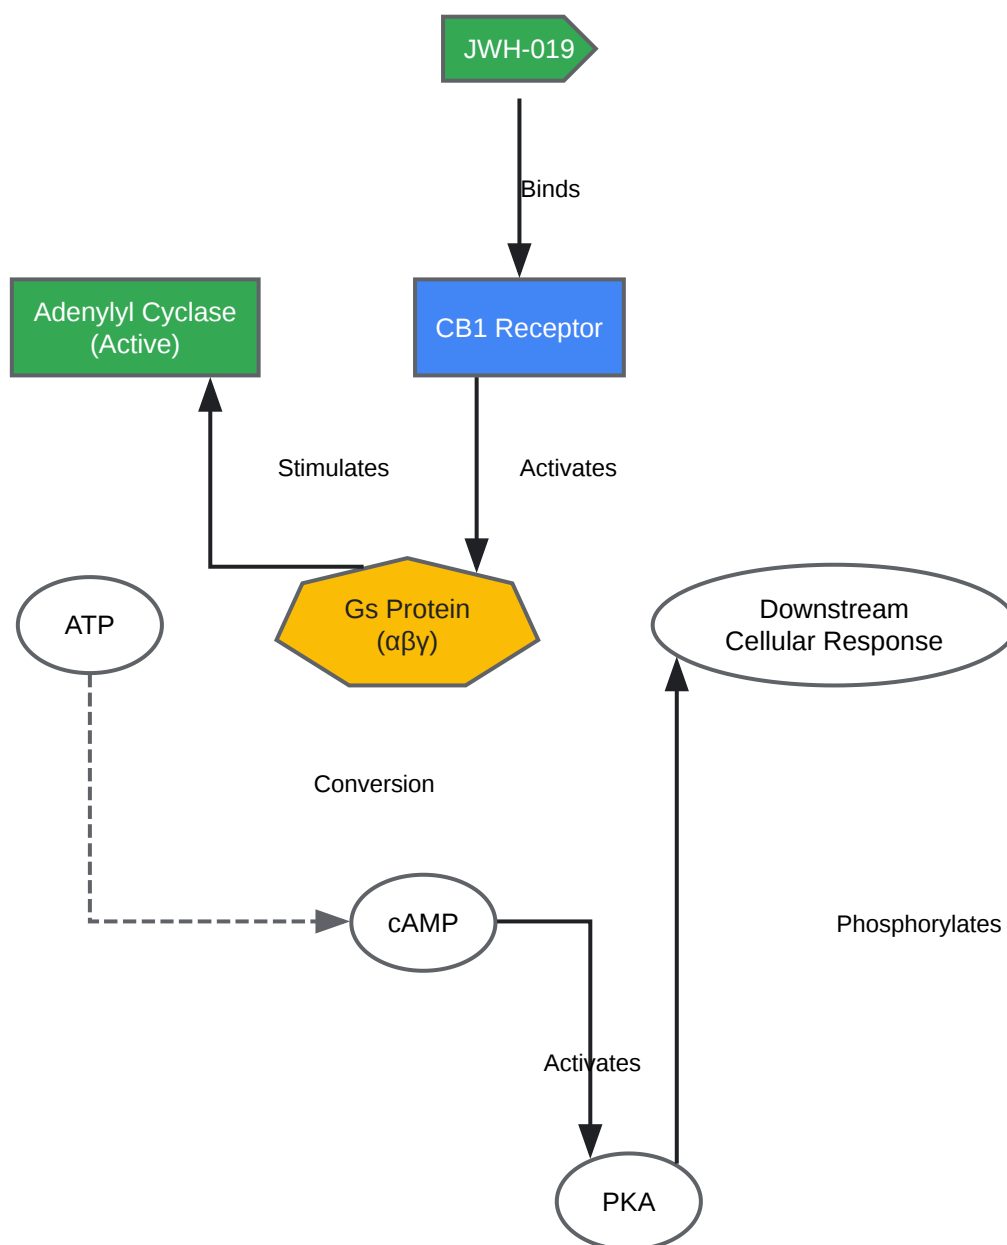 JWH-019
Binds
Adenylyl Cyclase
(Active)
CB1 Receptor
Stimulates
Activates
ATP
Gs Protein
(αβγ)
Downstream
Cellular Response
Conversion
cAMP
Phosphorylates
Activates
PKA